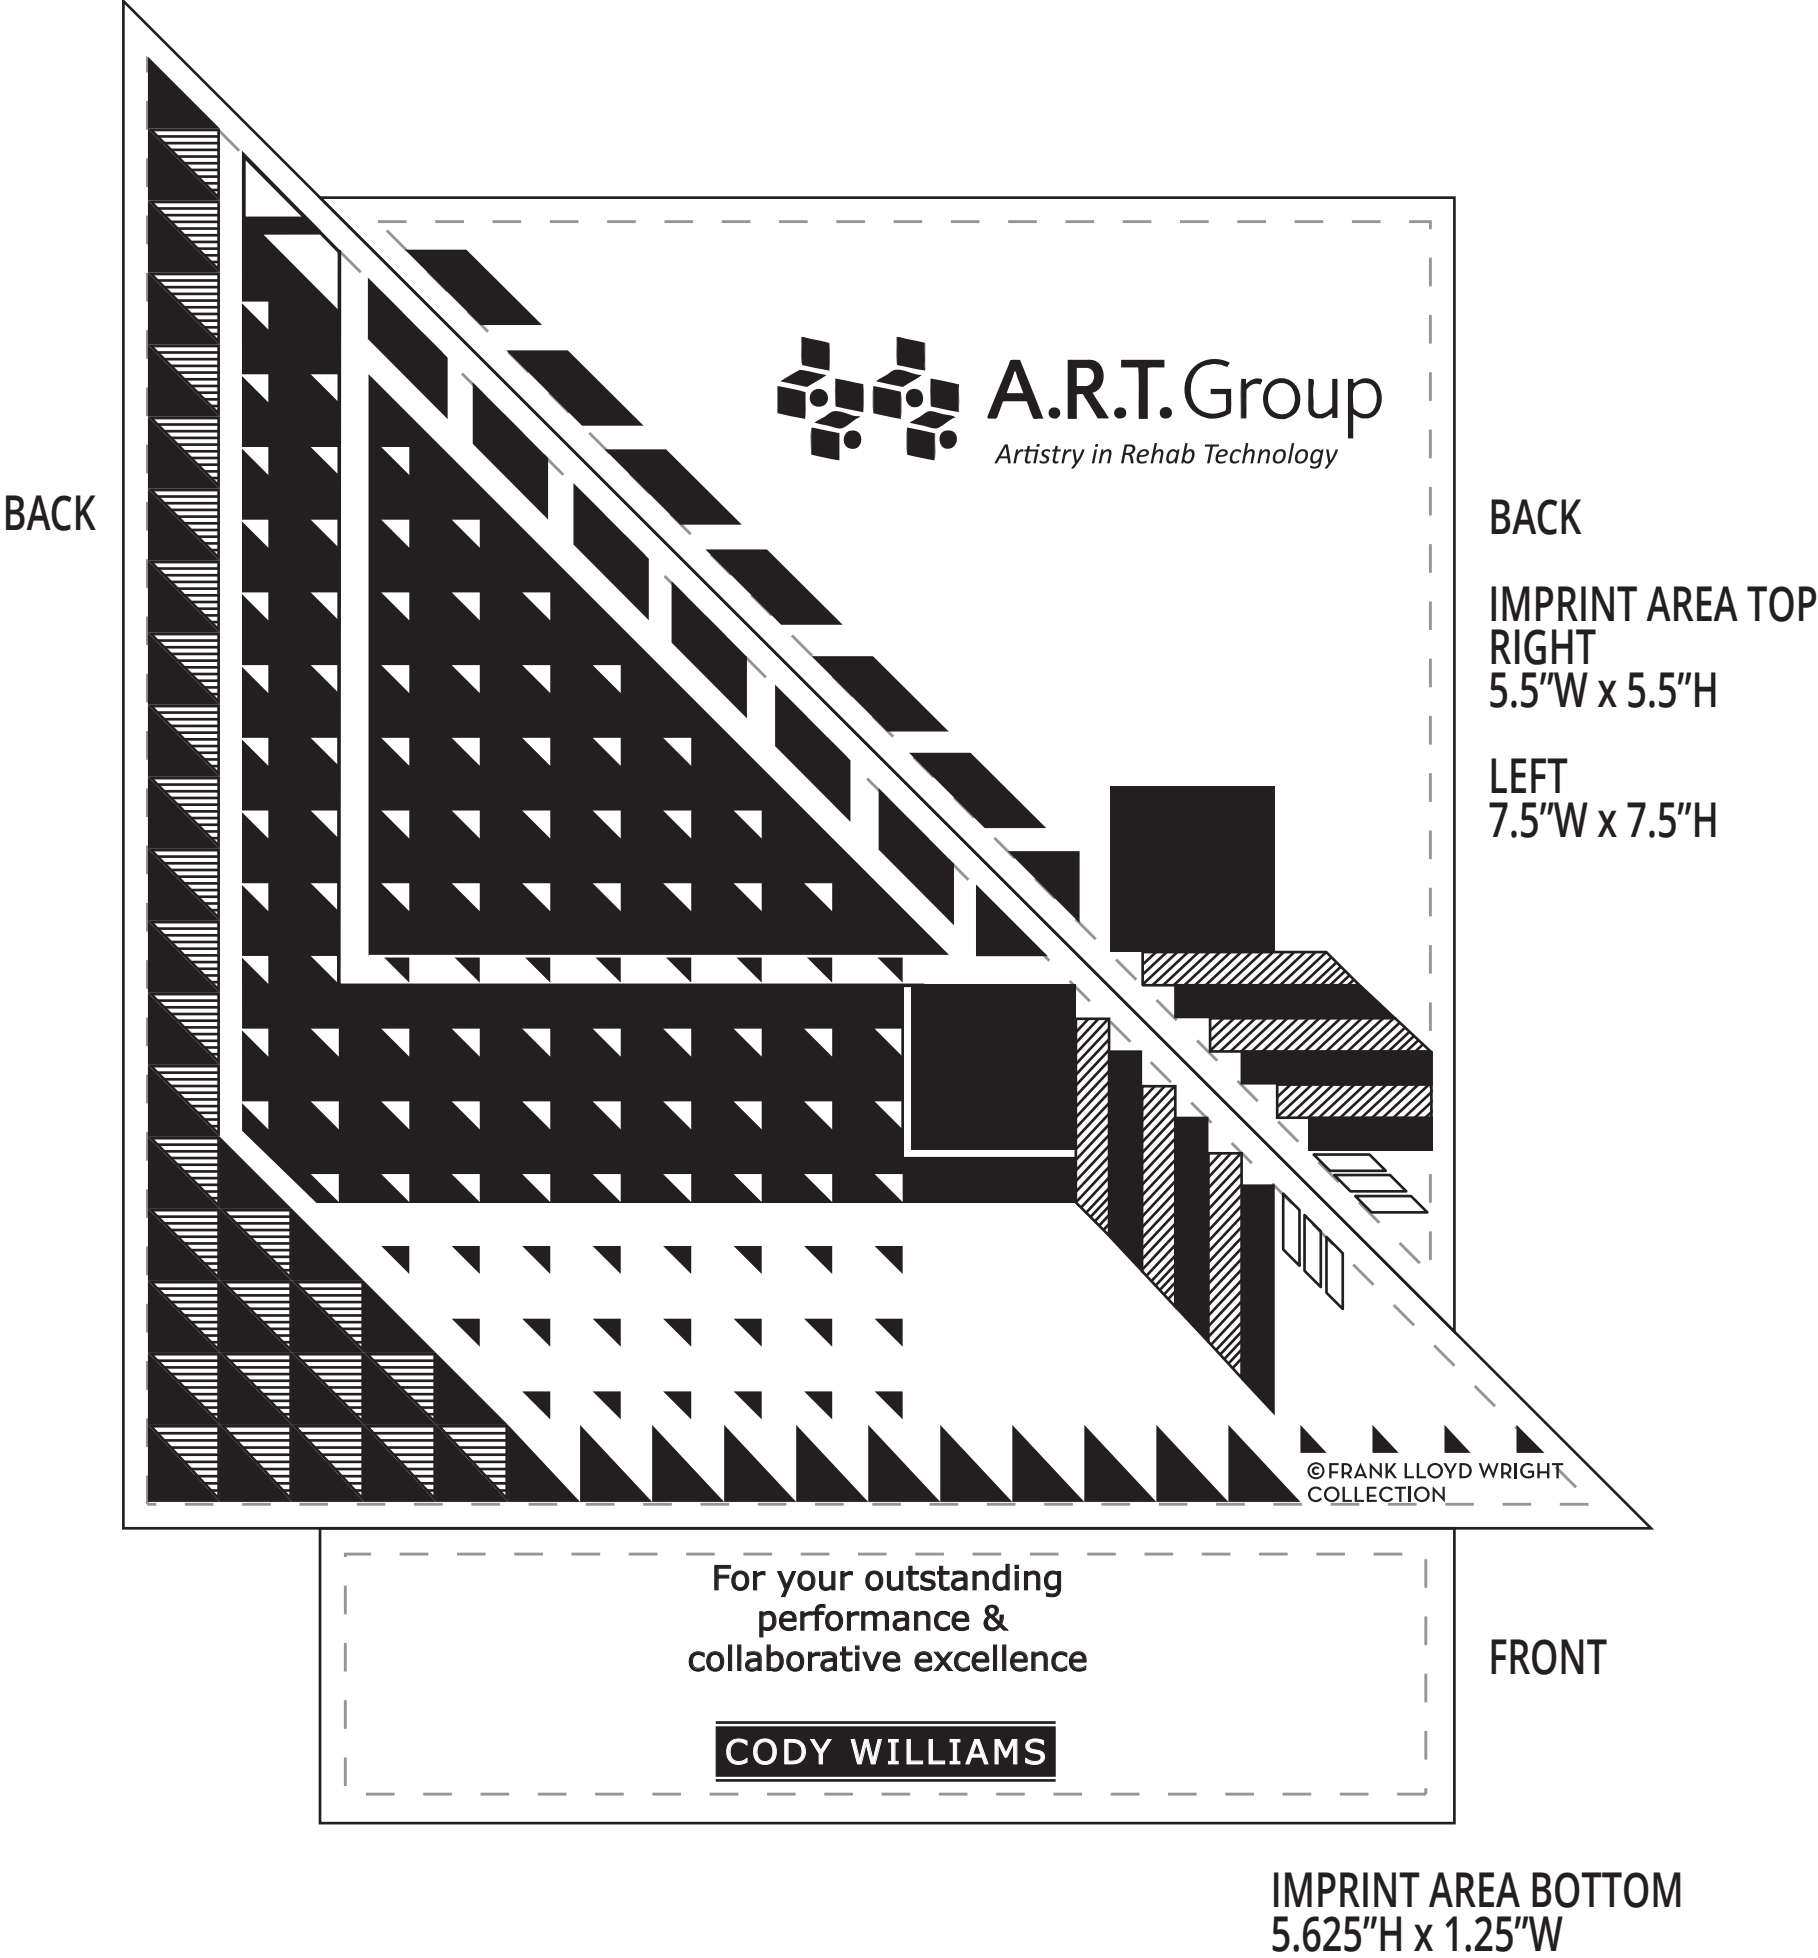 A.R.T. Group
Artistry in Rehab Technology
BACK
BACK
IMPRINT AREA TOP
RIGHT
5.5”W x 5.5”H
LEFT
7.5”W x 7.5”H
©FRANK LLOYD WRIGHT
COLLECTION
For your outstanding
performance &
collaborative excellence
FRONT
CODY WILLIAMS
IMPRINT AREA BOTTOM
5.625”H x 1.25”W